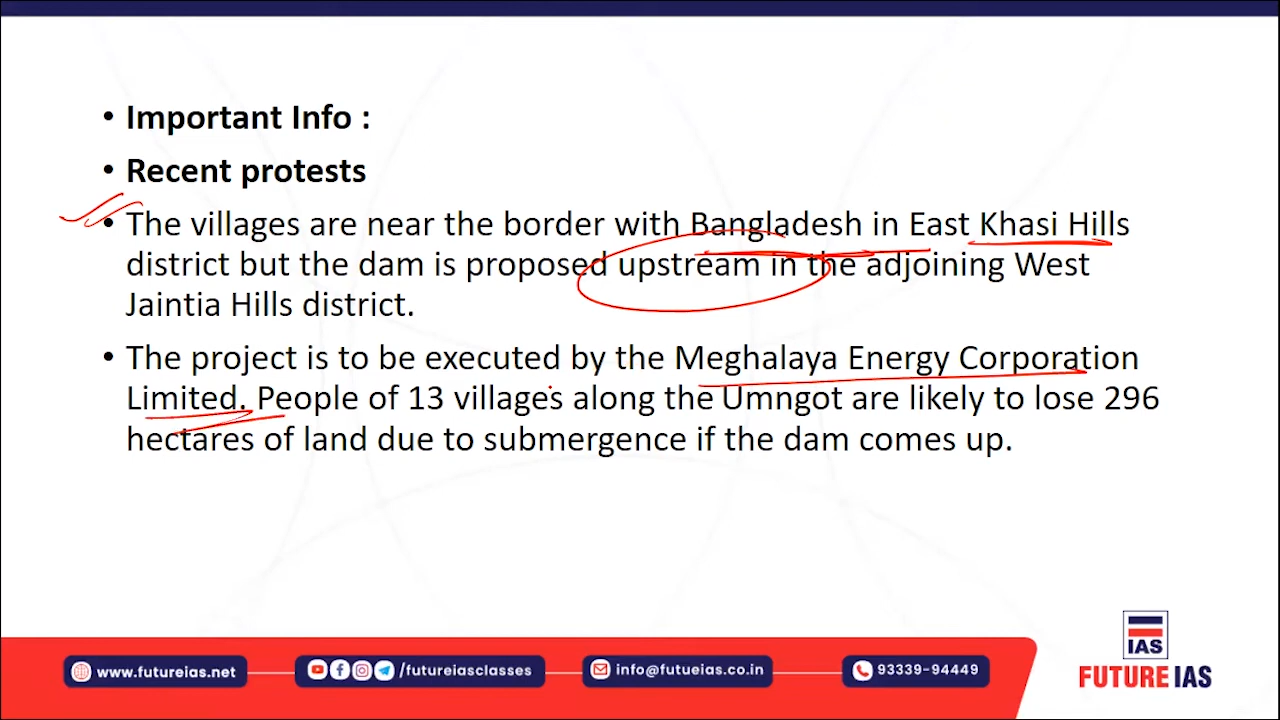 • Important Info :
• Recent protests
• The villages are near the border with Bangladesh in East Khasi Hills
district but the dam is proposed upstream in the adjoining West
Jaintia Hills district.
• The project is to be executed by the Meghalaya Energy Corporation
Limited. People of 13 villages along the Umngot are likely to lose 296
hectares of land due to submergence if the dam comes up.
IAS
FUTURE IAS
www.futureias.net
/futureiasclasses
info@futueias.co.in
93339-94449